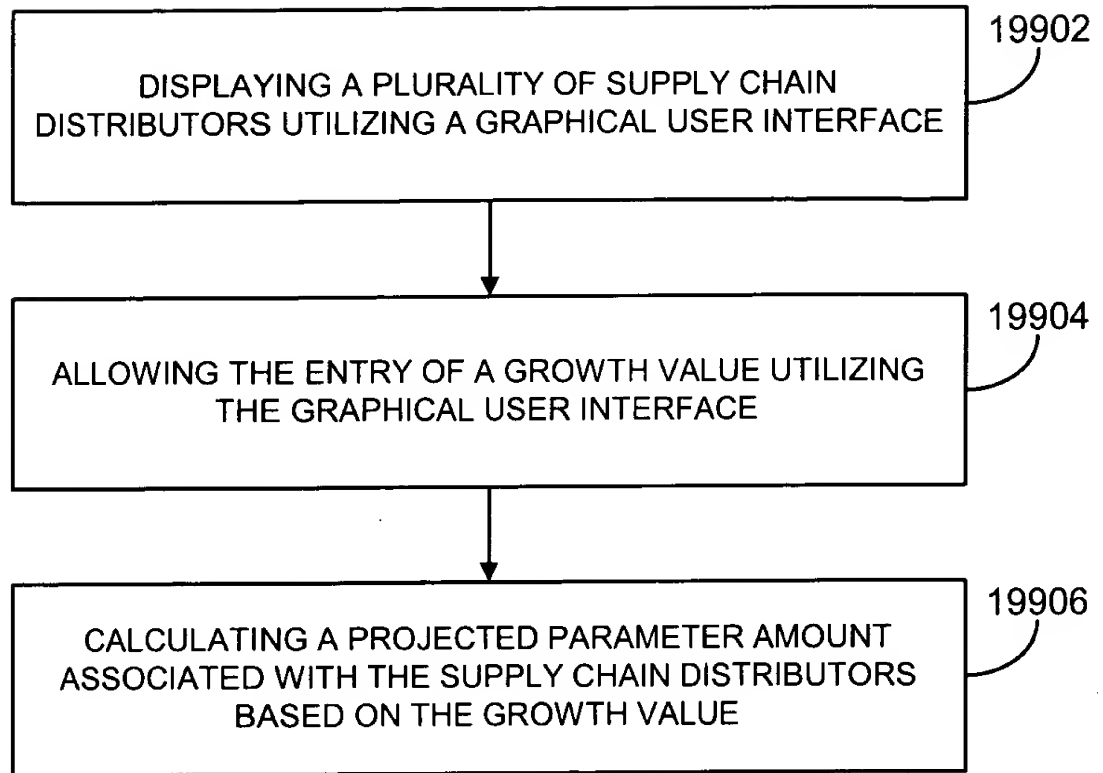 19902
DISPLAYING A PLURALITY OF SUPPLY CHAIN
DISTRIBUTORS UTILIZING A GRAPHICAL USER INTERFACE
19904
ALLOWING THE ENTRY OF A GROWTH VALUE UTILIZING
THE GRAPHICAL USER INTERFACE
19906
CALCULATING A PROJECTED PARAMETER AMOUNT
ASSOCIATED WITH THE SUPPLY CHAIN DISTRIBUTORS
BASED ON THE GROWTH VALUE